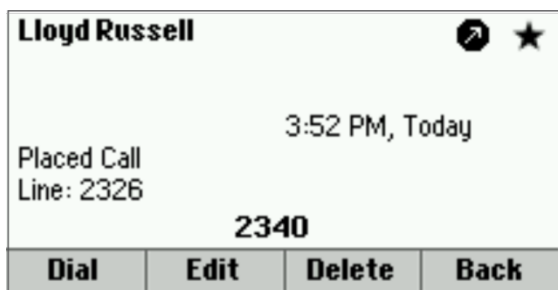 Lloyd Russell
3:52 PM, Today
Placed Call
Line: 2326
2340
Dial Edit Delete Back